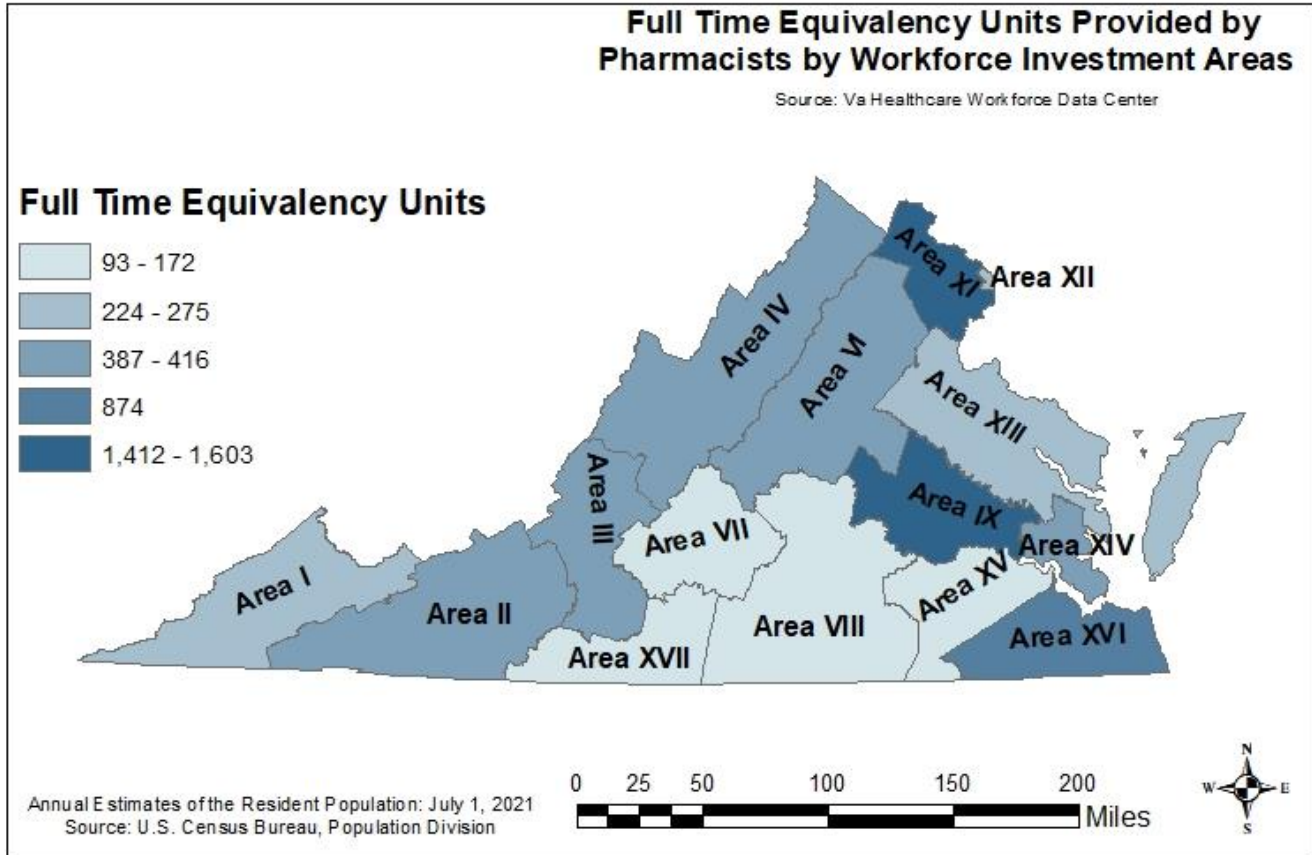 Full Time Equivalency Units Provided by
Pharmacists by Workforce Investment Areas
Source: Va Healthcare Workforce Data Center
Full Time Equivalency Units
93 - 172
224 - 275
387 - 416
874
1,412 - 1,603
Area XI
Area XII
Area IV
Area VI
Area XIII
Area III
Area VII
Area IX
Area XIV
Area I
Area II
Area VIII
Area XV
Area XVI
Area XVII
Annual Estimates of the Resident Population: July 1, 2021
Source: U.S. Census Bureau, Population Division
0 25 50 100 150 200
Miles
N
W E
S